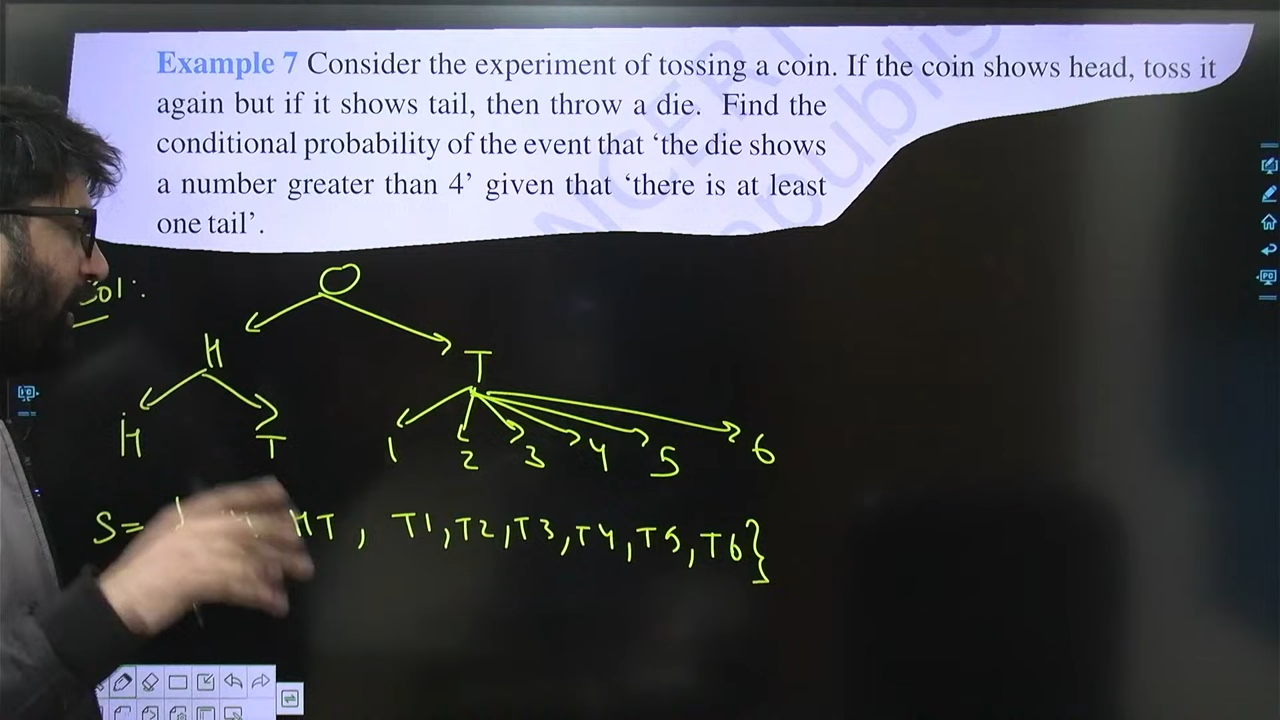 Example 7 Consider the experiment of tossing a coin. If the coin shows head, toss it
again but if it shows tail, then throw a die. Find the
conditional probability of the event that ‘the die shows
a number greater than 4’ given that ‘there is at least
one tail’.
Sol:
H T
H T 1 2 3 4 5 6
S= HT, T1, T2, T3, T4, T5, T6}